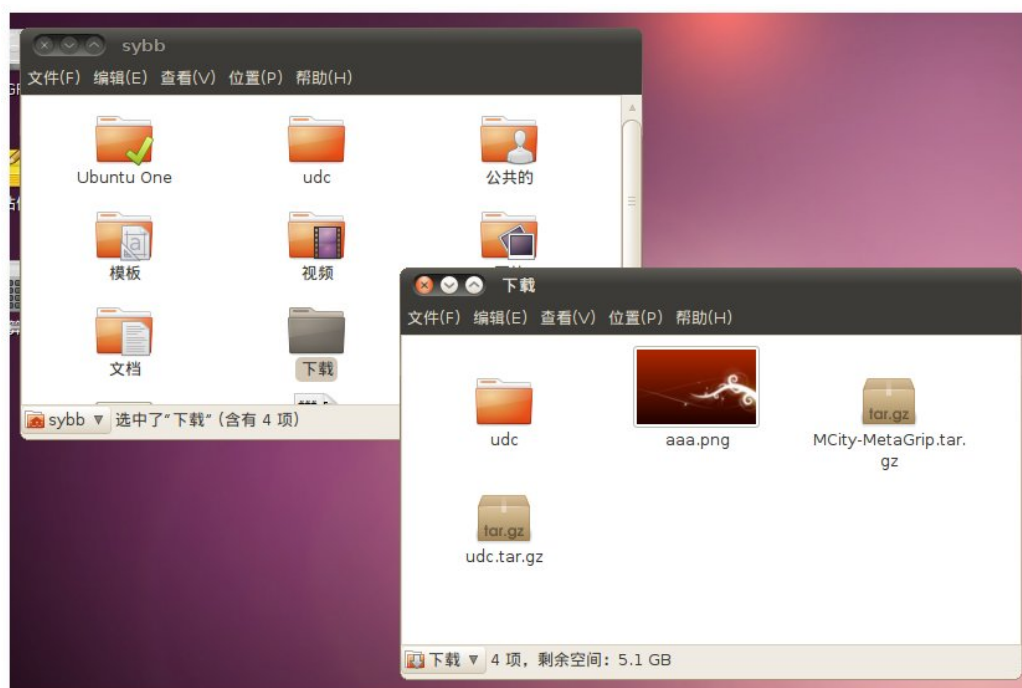 sybb
文件(F) 编辑(E) 查看(V) 位置(P) 帮助(H)
Ubuntu One udc 公共的
模板 视频
文档 下载
sybb ▼ 选中了"下载"(含有 4 项)
下载
文件(F) 编辑(E) 查看(V) 位置(P) 帮助(H)
udc aaa.png tar.gz
MCity-MetaGrip.tar.
gz
tar.gz
udc.tar.gz
下载 ▼ 4 项，剩余空间：5.1 GB